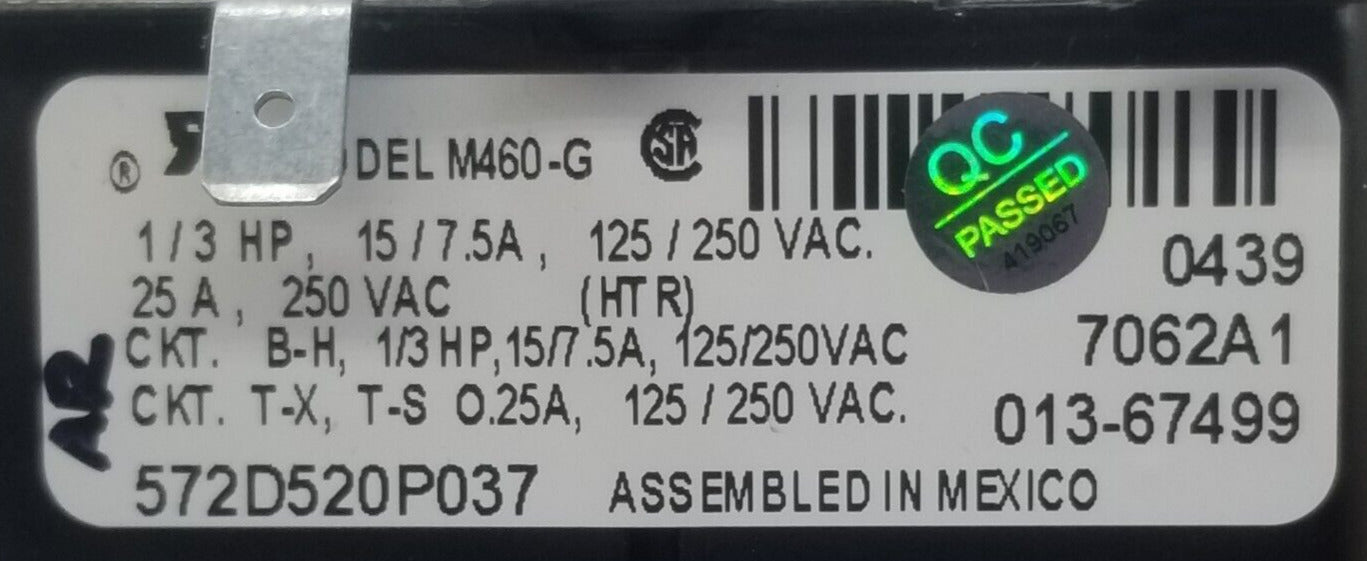 ® DEL M460-G
QC
PASSED
A19067
1/3 HP, 15/7.5A, 125/250 VAC.
0439
25 A, 250 VAC (HTR)
CKT. B-H, 1/3 HP, 15/7.5A, 125/250VAC
7062A1
CKT. T-X, T-S 0.25A, 125/250 VAC.
013-67499
572D520P037 ASSEMBLED IN MEXICO